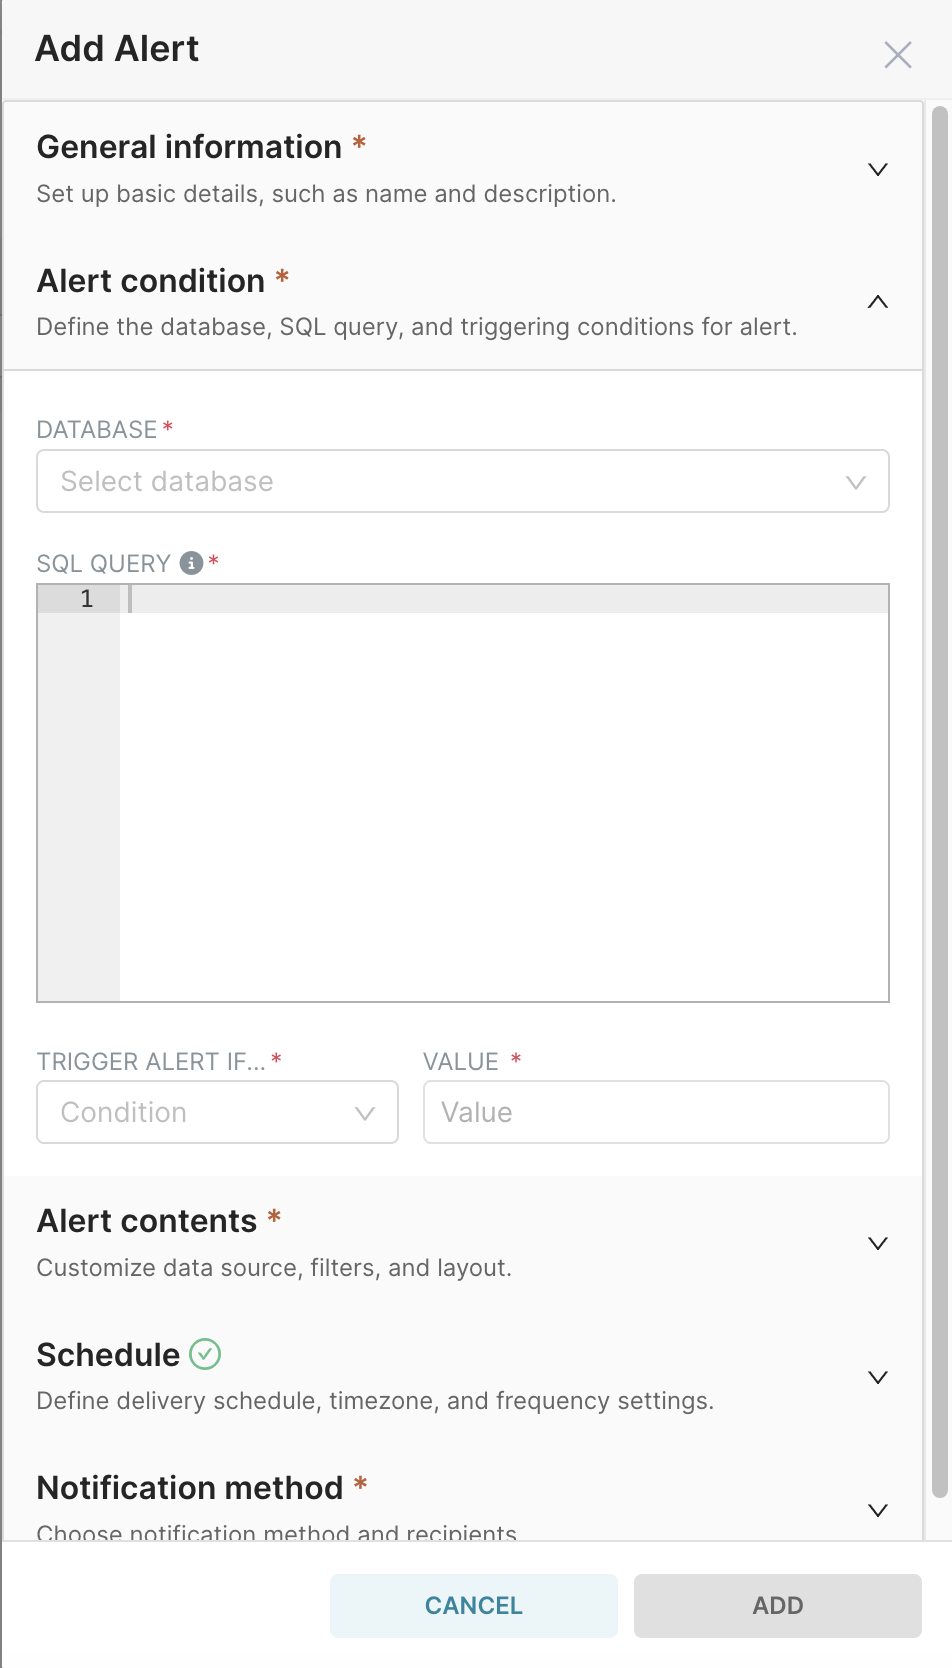 Add Alert
General information *
Set up basic details, such as name and description.
Alert condition *
Define the database, SQL query, and triggering conditions for alert.
DATABASE *
Select database
SQL QUERY *
1
TRIGGER ALERT IF... * VALUE *
Condition Value
Alert contents *
Customize data source, filters, and layout.
Schedule
Define delivery schedule, timezone, and frequency settings.
Notification method *
Choose notification method and recipients
CANCEL ADD